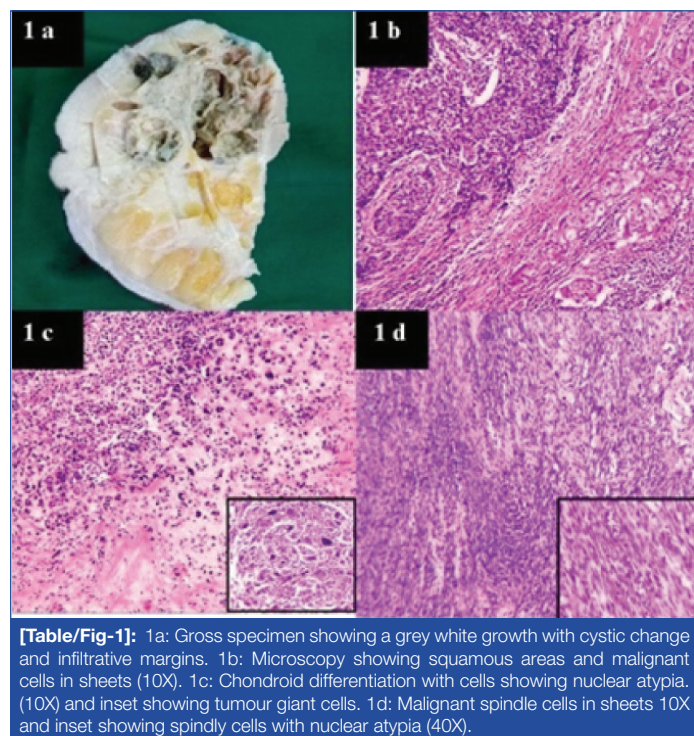 1 a
1 b
1 c
1 d
[Table/Fig-1]: 1a: Gross specimen showing a grey white growth with cystic change
and infiltrative margins. 1b: Microscopy showing squamous areas and malignant
cells in sheets (10X). 1c: Chondroid differentiation with cells showing nuclear atypia.
(10X) and inset showing tumour giant cells. 1d: Malignant spindle cells in sheets 10X
and inset showing spindly cells with nuclear atypia (40X).